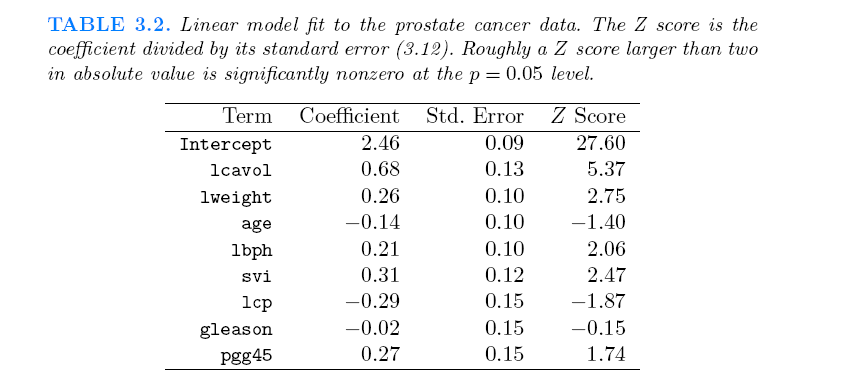 TABLE 3.2. Linear model fit to the prostate cancer data. The Z score is the
coefficient divided by its standard error (3.12). Roughly a Z score larger than two
in absolute value is significantly nonzero at the p = 0.05 level.
Term Coefficient Std. Error Z Score
Intercept 2.46 0.09 27.60
lcavol 0.68 0.13 5.37
lweight 0.26 0.10 2.75
age −0.14 0.10 −1.40
lbph 0.21 0.10 2.06
svi 0.31 0.12 2.47
lcp −0.29 0.15 −1.87
gleason −0.02 0.15 −0.15
pgg45 0.27 0.15 1.74